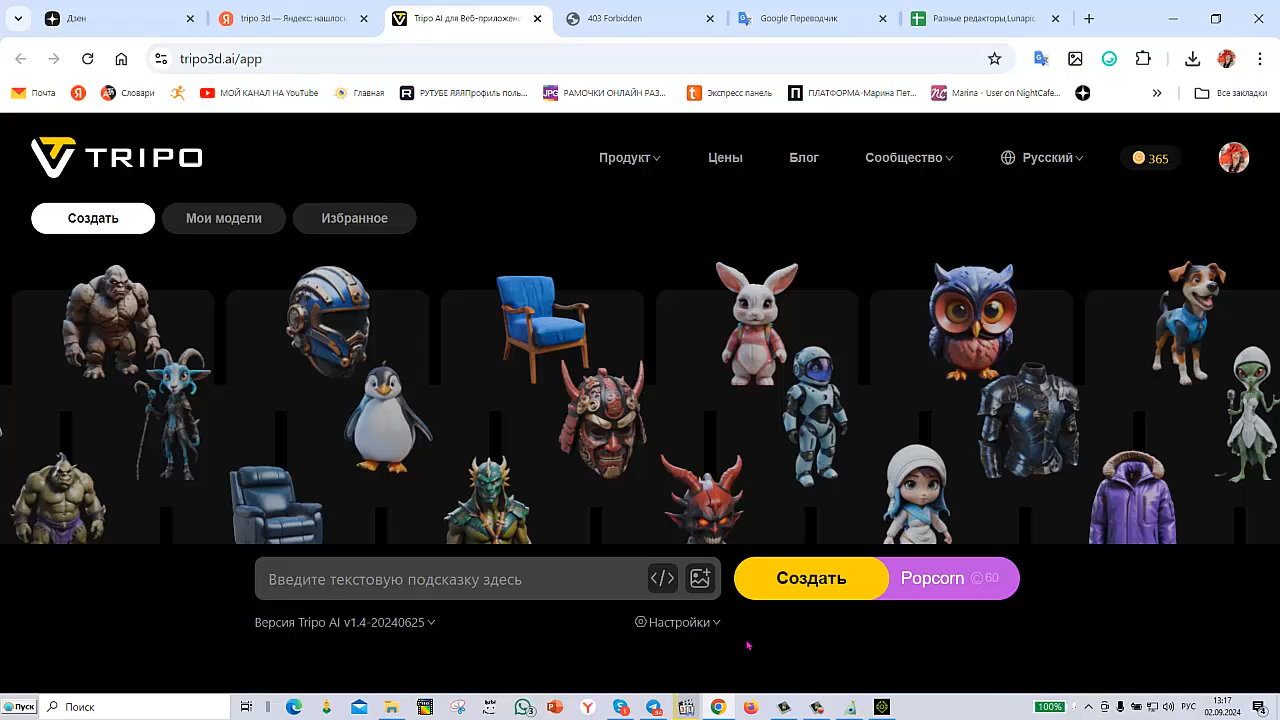 Дзен
tripo 3d — Яндекс: нашлось
Tripo AI для Веб-приложени
403 Forbidden
Google Переводчик
Разные редакторы,Lunapic
tripo3d.ai/app
Почта
Словари
МОЙ КАНАЛ НА YouTube
Главная
РУТУБЕ ЛЯЛЯПрофиль поль...
РАМОЧКИ ОНЛАЙН РАЗ...
Экспресс панель
ПЛАТФОРМА-Марина Пет...
Marina - User on NightCafe...
Все закладки
TRIPO
Продукт
Цены
Блог
Сообщество
Русский
365
Создать
Мои модели
Избранное
Введите текстовую подсказку здесь
Создать
Popcorn
60
Версия Tripo AI v1.4-20240625
Настройки
Пуск
Поиск
100%
РУС
13:17
02.09.2024